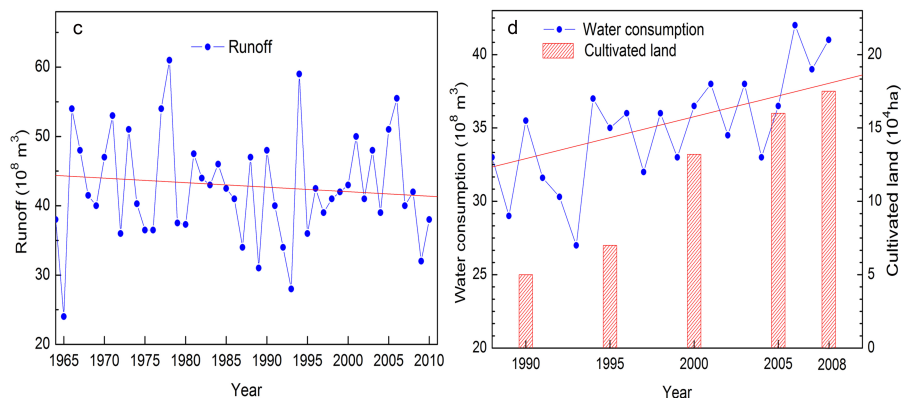 c
Runoff
60
50
40
30
20
Runoff (10⁸ m³)
1965 1970 1975 1980 1985 1990 1995 2000 2005 2010
Year
d
Water consumption
Cultivated land
40
35
30
25
20
Water consumption (10⁸ m³)
20
15
10
5
0
Cultivated land (10⁴ha)
1990 1995 2000 2005 2008
Year